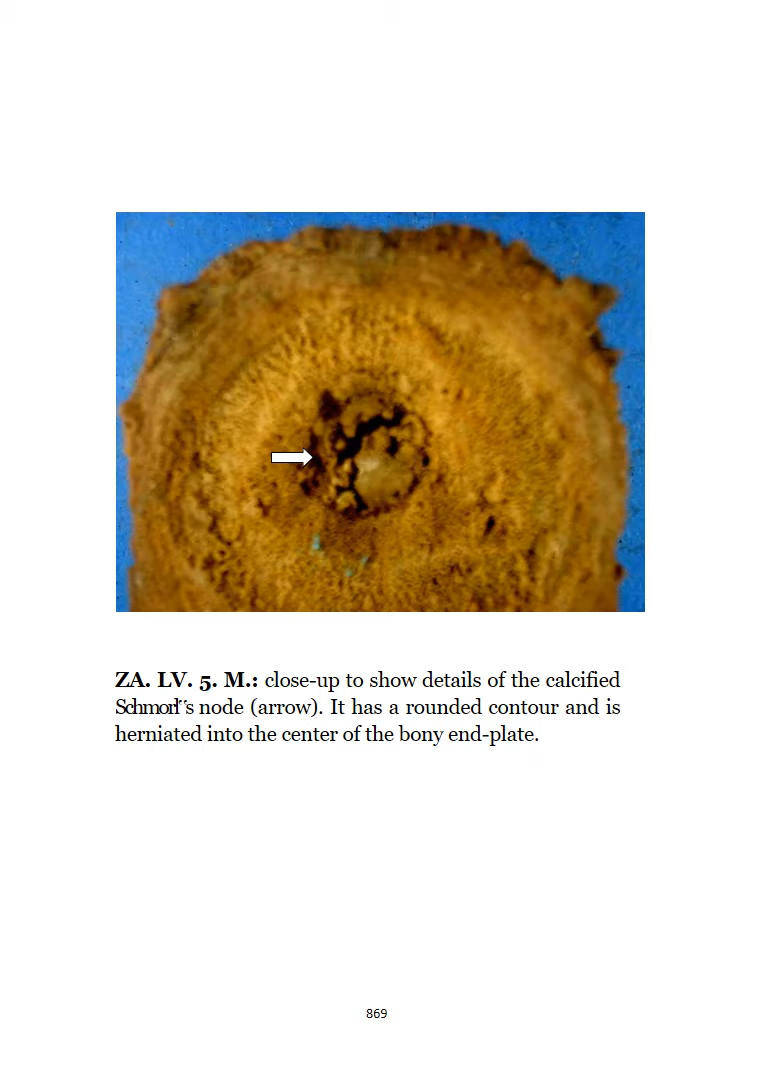 ZA. LV. 5. M.: close-up to show details of the calcified
Schmorl‟s node (arrow). It has a rounded contour and is
herniated into the center of the bony end-plate.
869